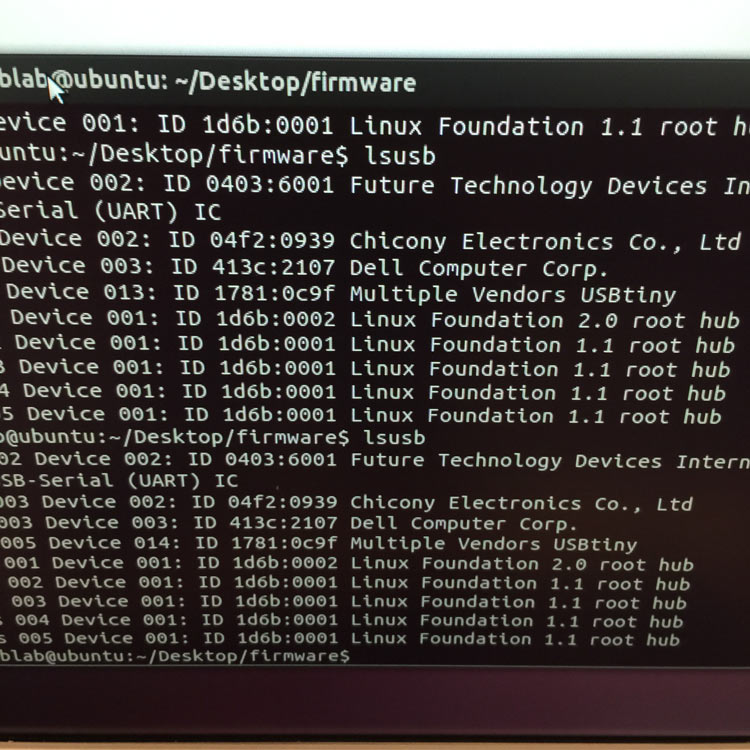 blab@ubuntu: ~/Desktop/firmware
evice 001: ID 1d6b:0001 Linux Foundation 1.1 root h
untu:~/Desktop/firmware$ lsusb
evice 002: ID 0403:6001 Future Technology Devices In
Serial (UART) IC
Device 002: ID 04f2:0939 Chicony Electronics Co., Ltd
Device 003: ID 413c:2107 Dell Computer Corp.
Device 013: ID 1781:0c9f Multiple Vendors USBtiny
Device 001: ID 1d6b:0002 Linux Foundation 2.0 root hub
Device 001: ID 1d6b:0001 Linux Foundation 1.1 root hub
3 Device 001: ID 1d6b:0001 Linux Foundation 1.1 root hub
4 Device 001: ID 1d6b:0001 Linux Foundation 1.1 root hub
05 Device 001: ID 1d6b:0001 Linux Foundation 1.1 root hub
b@ubuntu:~/Desktop/firmware$ lsusb
02 Device 002: ID 0403:6001 Future Technology Devices Intern
SB-Serial (UART) IC
003 Device 002: ID 04f2:0939 Chicony Electronics Co., Ltd
003 Device 003: ID 413c:2107 Dell Computer Corp.
005 Device 014: ID 1781:0c9f Multiple Vendors USBtiny
001 Device 001: ID 1d6b:0002 Linux Foundation 2.0 root hub
002 Device 001: ID 1d6b:0001 Linux Foundation 1.1 root hub
003 Device 001: ID 1d6b:0001 Linux Foundation 1.1 root hub
s 004 Device 001: ID 1d6b:0001 Linux Foundation 1.1 root hub
s 005 Device 001: ID 1d6b:0001 Linux Foundation 1.1 root hub
blab@ubuntu:~/Desktop/firmware$